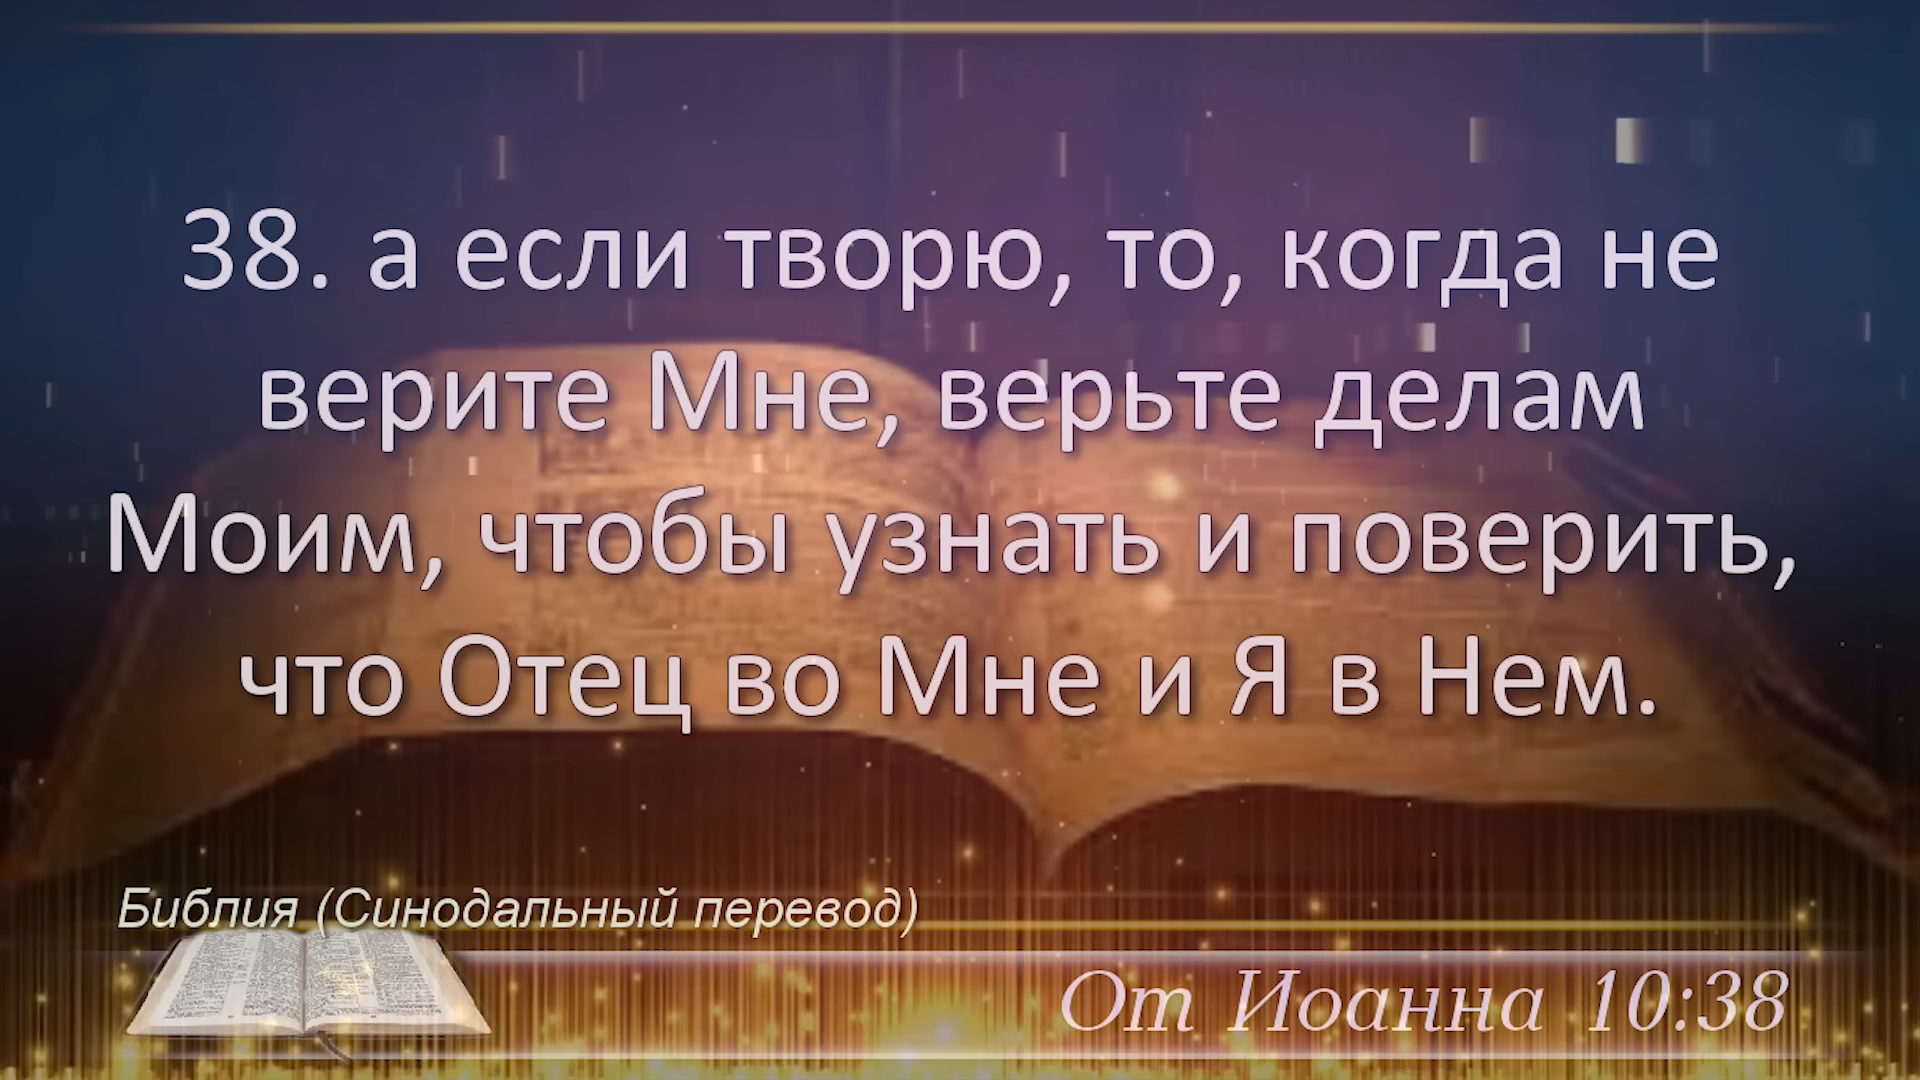 38. а если творю, то, когда не
верите Мне, верьте делам
Моим, чтобы узнать и поверить,
что Отец во Мне и Я в Нем.
Библия (Синодальный перевод)
От Иоанна 10:38